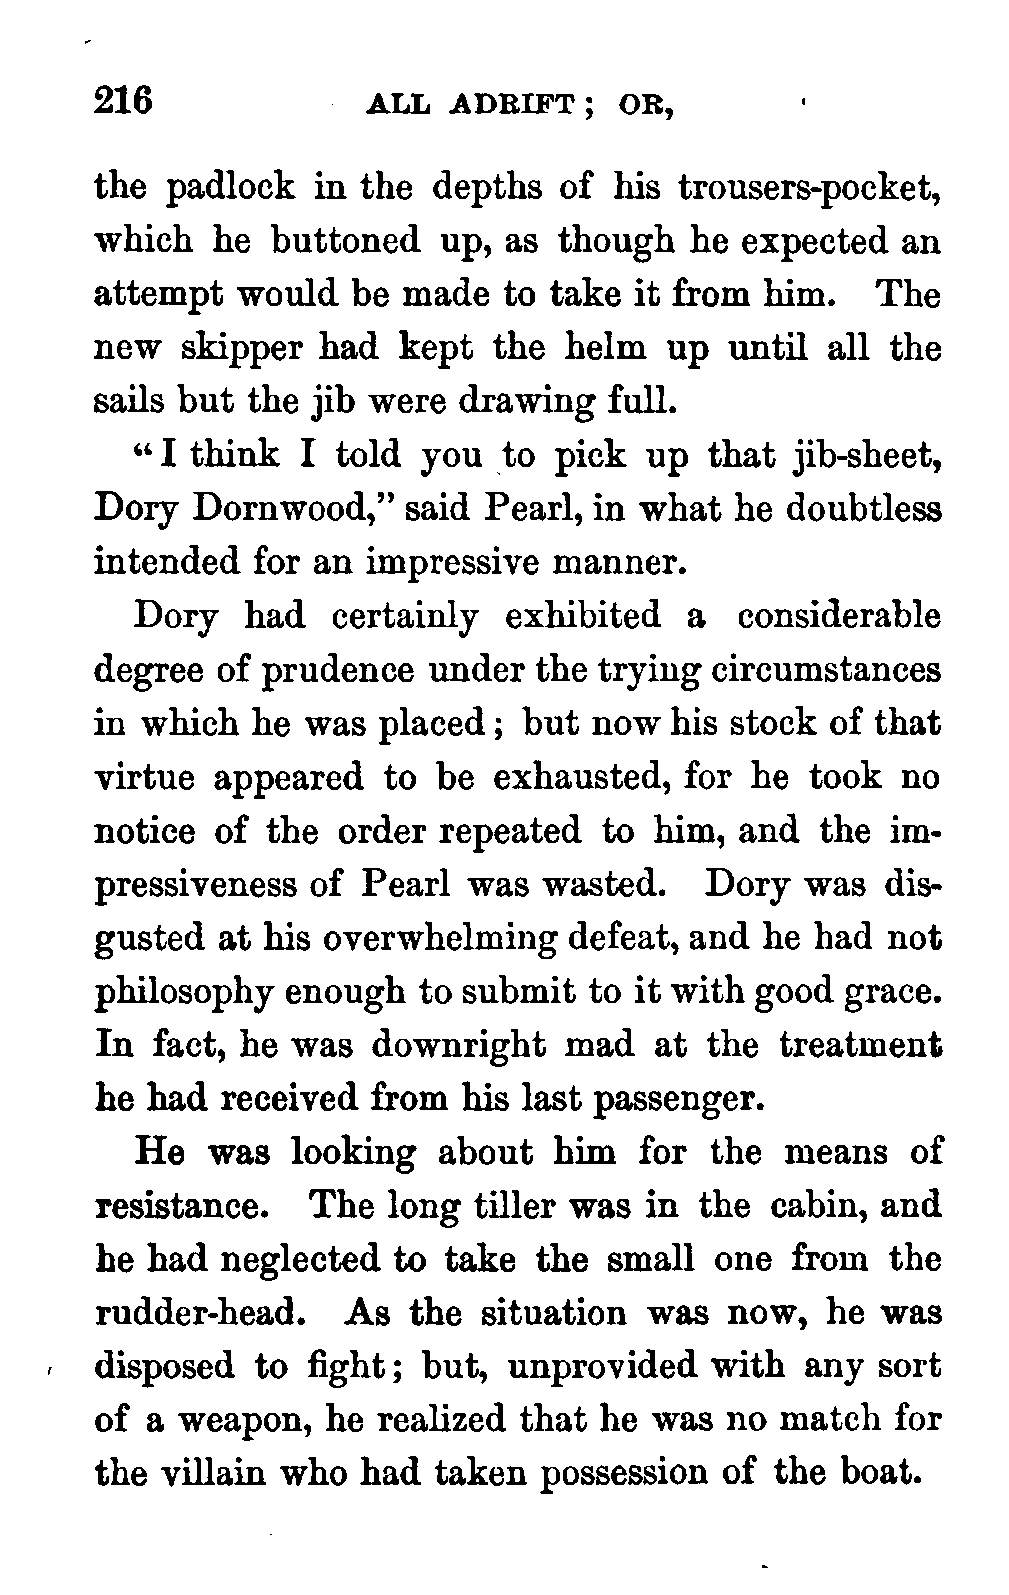 216 ALL ADRIFT; OR,
the padlock in the depths of his trousers-pocket,
which he buttoned up, as though he expected an
attempt would be made to take it from him. The
new skipper had kept the helm up until all the
sails but the jib were drawing full.
“I think I told you to pick up that jib-sheet,
Dory Dornwood,” said Pearl, in what he doubtless
intended for an impressive manner.
Dory had certainly exhibited a considerable
degree of prudence under the trying circumstances
in which he was placed; but now his stock of that
virtue appeared to be exhausted, for he took no
notice of the order repeated to him, and the im-
pressiveness of Pearl was wasted. Dory was dis-
gusted at his overwhelming defeat, and he had not
philosophy enough to submit to it with good grace.
In fact, he was downright mad at the treatment
he had received from his last passenger.
He was looking about him for the means of
resistance. The long tiller was in the cabin, and
he had neglected to take the small one from the
rudder-head. As the situation was now, he was
disposed to fight; but, unprovided with any sort
of a weapon, he realized that he was no match for
the villain who had taken possession of the boat.